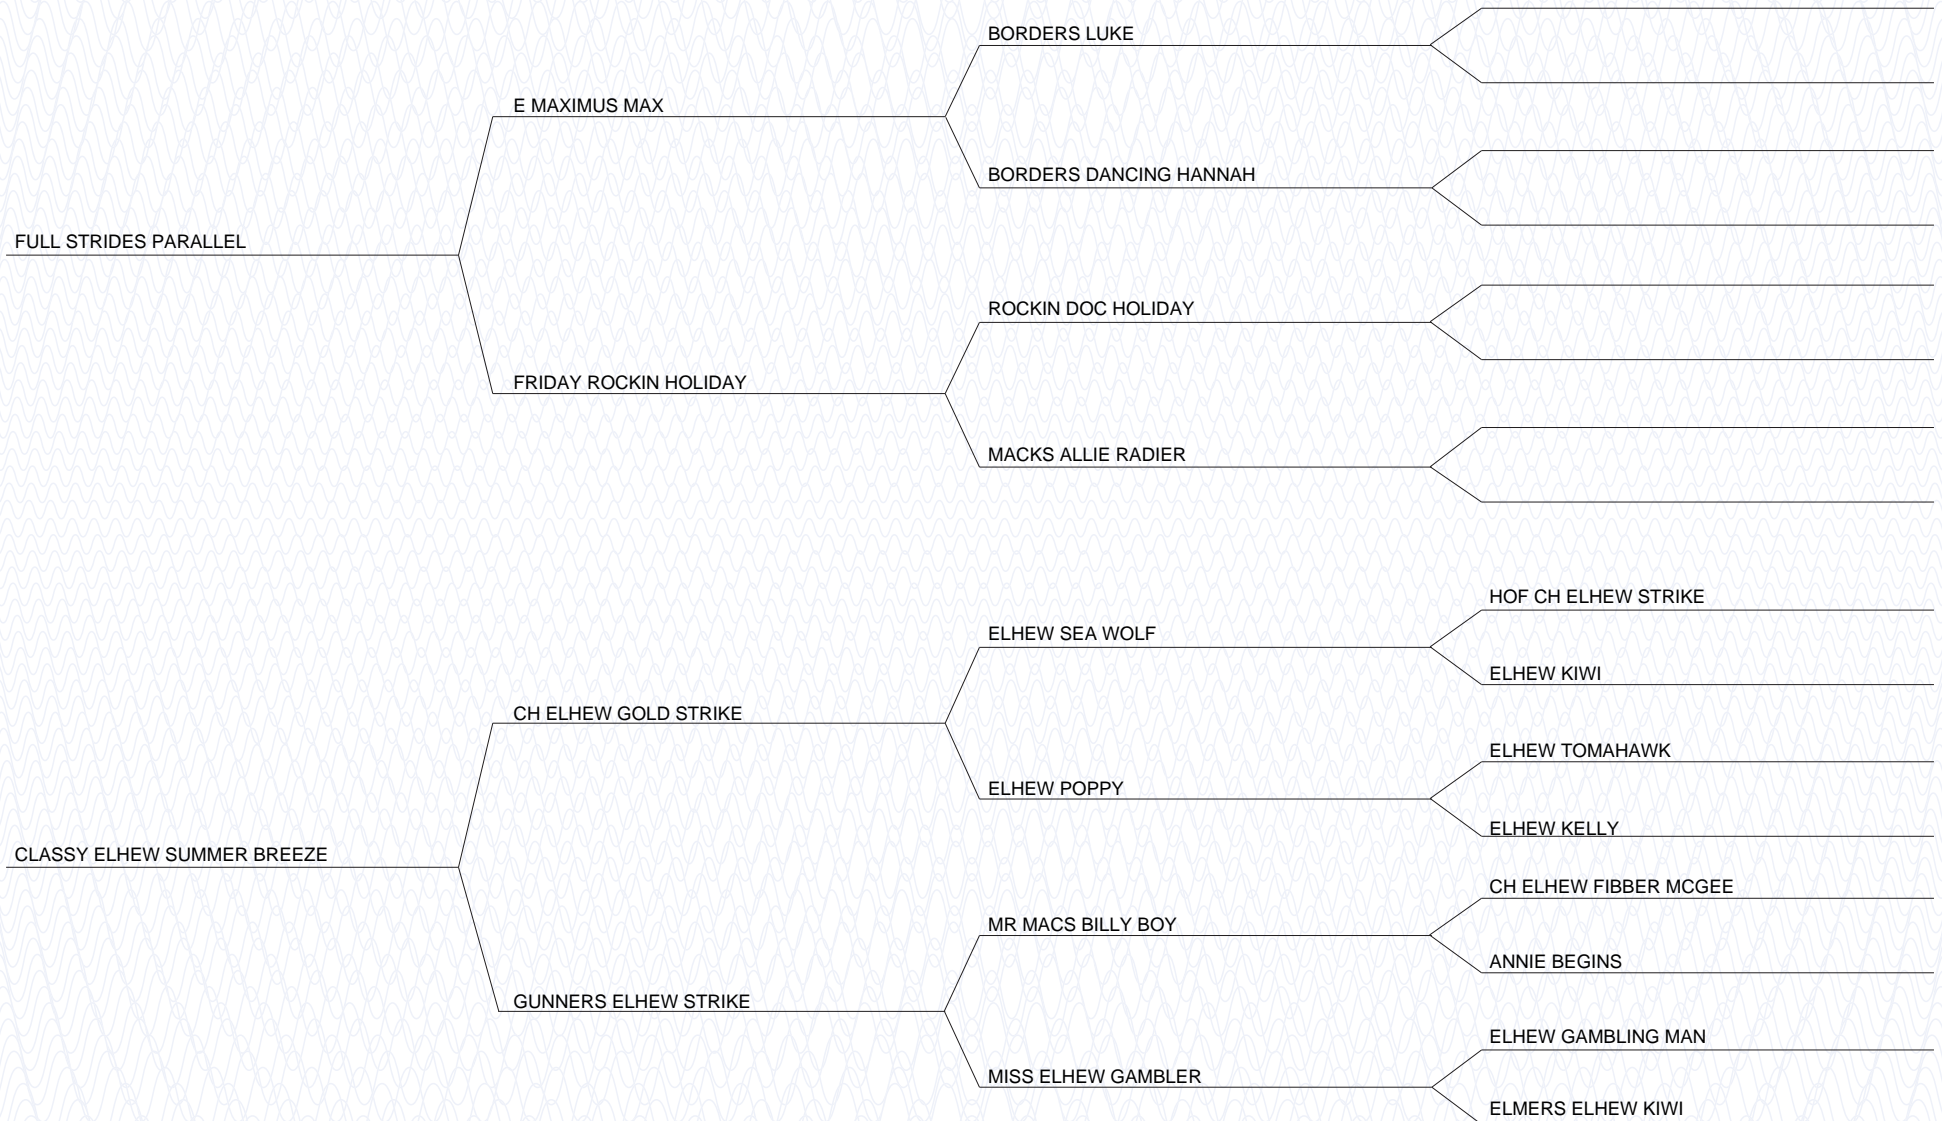 BORDERS LUKE
E MAXIMUS MAX
BORDERS DANCING HANNAH
FULL STRIDES PARALLEL
ROCKIN DOC HOLIDAY
FRIDAY ROCKIN HOLIDAY
MACKS ALLIE RADIER
HOF CH ELHEW STRIKE
ELHEW SEA WOLF
ELHEW KIWI
CH ELHEW GOLD STRIKE
ELHEW TOMAHAWK
ELHEW POPPY
ELHEW KELLY
CLASSY ELHEW SUMMER BREEZE
CH ELHEW FIBBER MCGEE
MR MACS BILLY BOY
ANNIE BEGINS
GUNNERS ELHEW STRIKE
ELHEW GAMBLING MAN
MISS ELHEW GAMBLER
ELMERS ELHEW KIWI